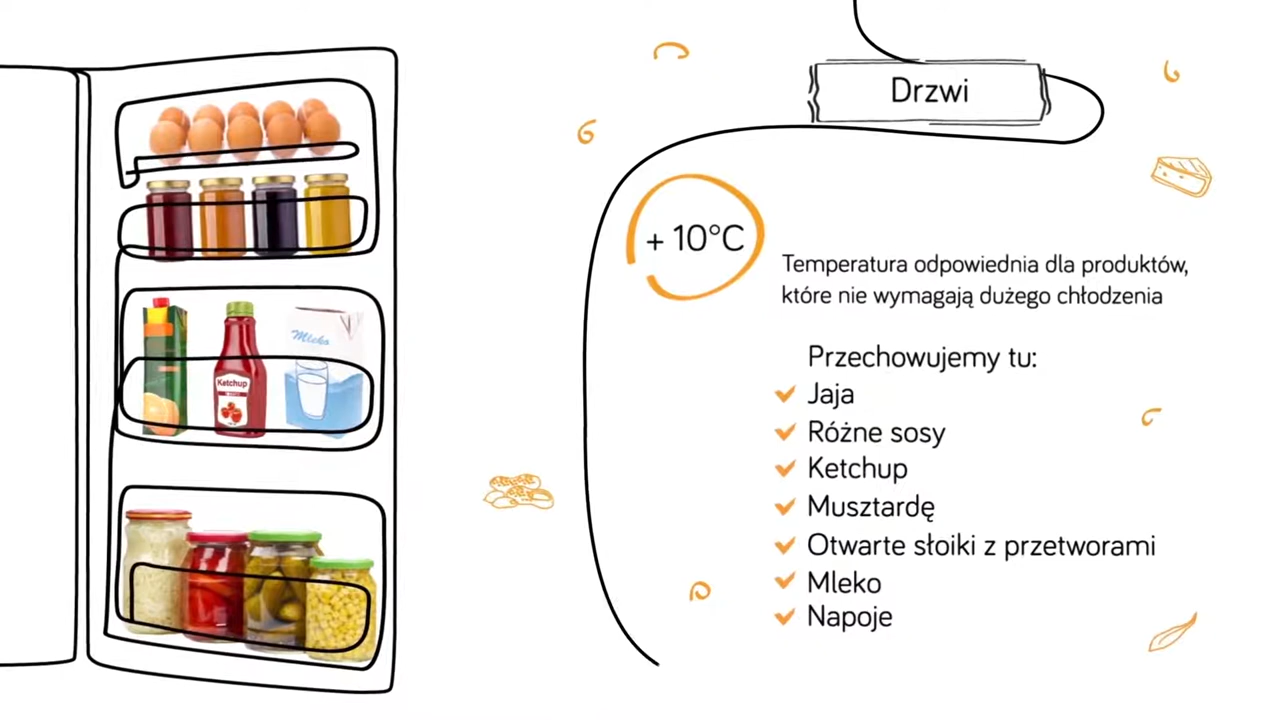 Drzwi
+ 10°C
Temperatura odpowiednia dla produktów,
które nie wymagają dużego chłodzenia
Przechowujemy tu:
Jaja
Różne sosy
Ketchup
Musztardę
Otwarte słoiki z przetworami
Mleko
Napoje
Mleko
Ketchup